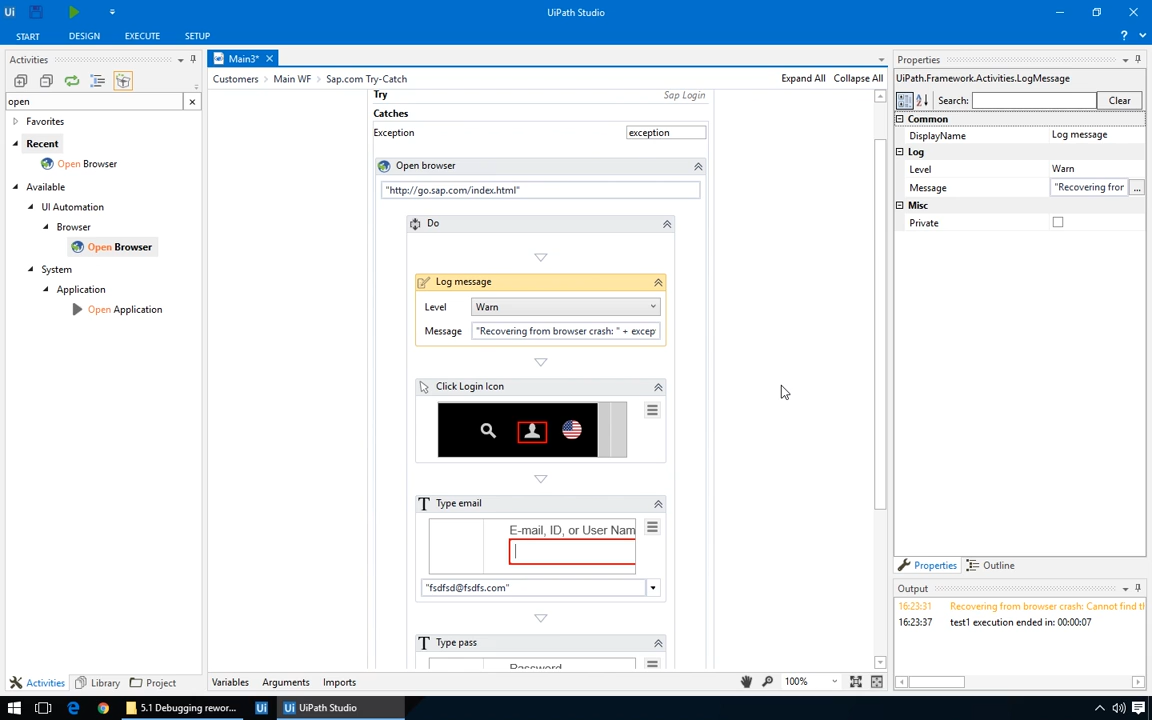 Ui
UiPath Studio
START DESIGN EXECUTE SETUP
?
Activities
Main3*
Properties
Customers Main WF Sap.com Try-Catch
Expand All Collapse All
UiPath.Framework.Activities.LogMessage
open
Search: Clear
Favorites
Recent
Open Browser
Available
UI Automation
Browser
Open Browser
System
Application
Open Application
Try
Sap Login
Catches
Exception
exception
Open browser
"http://go.sap.com/index.html"
Do
Log message
Level
Warn
Message
"Recovering from browser crash: " + excep
Click Login Icon
T Type email
E-mail, ID, or User Nam
"fsdfsd@fsdfs.com"
T Type pass
Password
Common
DisplayName Log message
Log
Level Warn
Message "Recovering fror ...
Misc
Private
Properties Outline
Output
16:23:31 Recovering from browser crash: Cannot find th
16:23:37 test1 execution ended in: 00:00:07
Activities Library Project
Variables Arguments Imports
100%
5.1 Debugging rewor...
Ui
Ui UiPath Studio